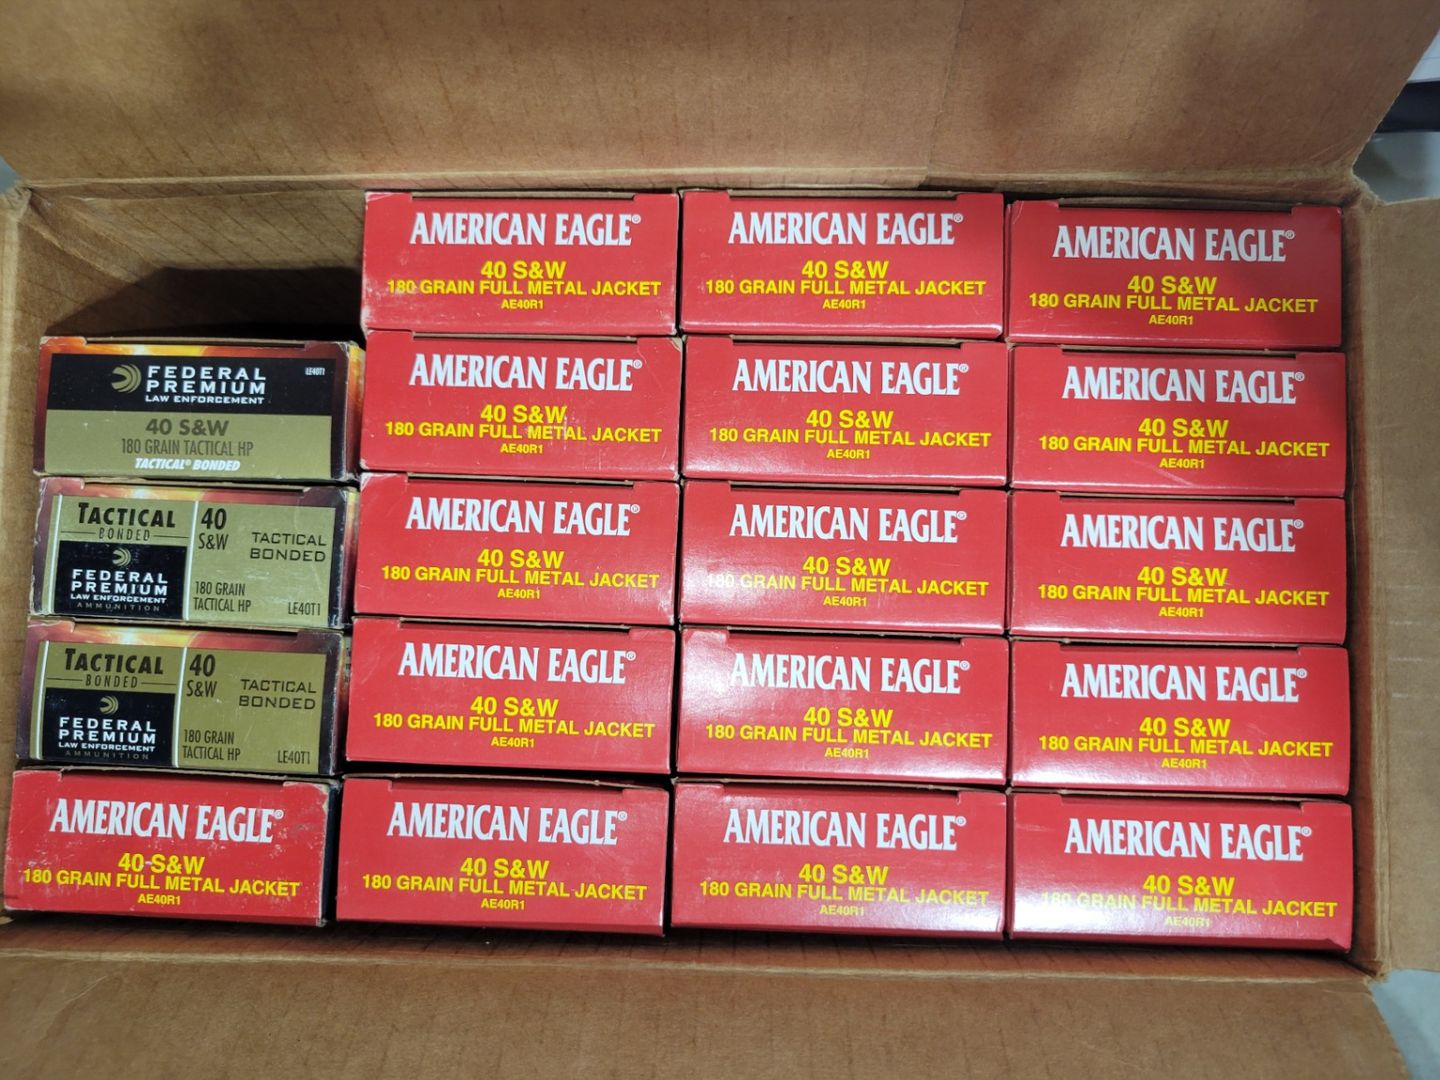 AMERICAN EAGLE®
40 S&W
180 GRAIN FULL METAL JACKET
AE40R1
AMERICAN EAGLE®
40 S&W
180 GRAIN FULL METAL JACKET
AE40R1
AMERICAN EAGLE®
40 S&W
180 GRAIN FULL METAL JACKET
AE40R1
FEDERAL
PREMIUM
LAW ENFORCEMENT
LE40T1
40 S&W
180 GRAIN TACTICAL HP
TACTICAL® BONDED
AMERICAN EAGLE®
40 S&W
180 GRAIN FULL METAL JACKET
AE40R1
AMERICAN EAGLE®
40 S&W
180 GRAIN FULL METAL JACKET
AE40R1
AMERICAN EAGLE®
40 S&W
180 GRAIN FULL METAL JACKET
AE40R1
TACTICAL
BONDED
FEDERAL
PREMIUM
LAW ENFORCEMENT
AMMUNITION
40
S&W
180 GRAIN
TACTICAL HP
TACTICAL
BONDED
LE40T1
AMERICAN EAGLE®
40 S&W
180 GRAIN FULL METAL JACKET
AE40R1
AMERICAN EAGLE®
40 S&W
180 GRAIN FULL METAL JACKET
AE40R1
AMERICAN EAGLE®
40 S&W
180 GRAIN FULL METAL JACKET
AE40R1
TACTICAL
BONDED
FEDERAL
PREMIUM
LAW ENFORCEMENT
AMMUNITION
40
S&W
180 GRAIN
TACTICAL HP
TACTICAL
BONDED
LE40T1
AMERICAN EAGLE®
40 S&W
180 GRAIN FULL METAL JACKET
AE40R1
AMERICAN EAGLE®
40 S&W
180 GRAIN FULL METAL JACKET
AE40R1
AMERICAN EAGLE®
40 S&W
180 GRAIN FULL METAL JACKET
AE40R1
AMERICAN EAGLE®
40 S&W
180 GRAIN FULL METAL JACKET
AE40R1
AMERICAN EAGLE®
40 S&W
180 GRAIN FULL METAL JACKET
AE40R1
AMERICAN EAGLE®
40 S&W
180 GRAIN FULL METAL JACKET
AE40R1
AMERICAN EAGLE®
40 S&W
180 GRAIN FULL METAL JACKET
AE40R1